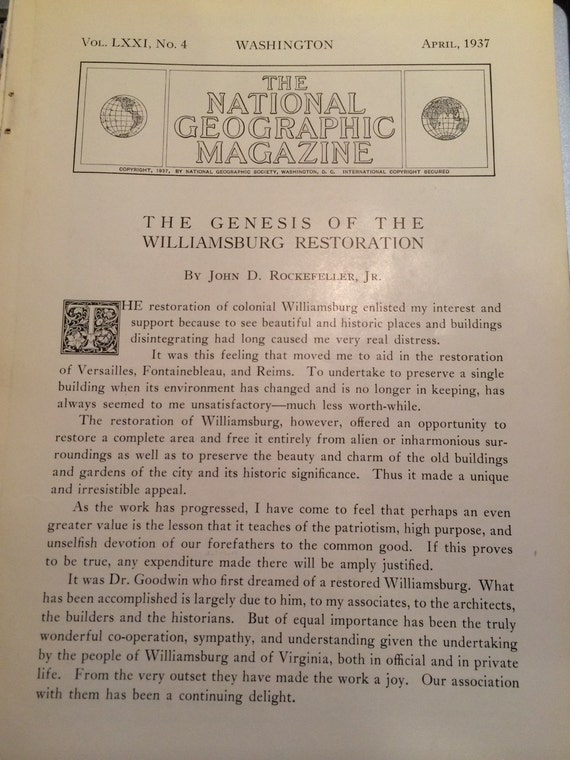 VOL. LXXI, No. 4 WASHINGTON APRIL, 1937
THE
NATIONAL
GEOGRAPHIC
MAGAZINE
COPYRIGHT, 1937, BY NATIONAL GEOGRAPHIC SOCIETY, WASHINGTON, D. C. INTERNATIONAL COPYRIGHT SECURED
THE GENESIS OF THE
WILLIAMSBURG RESTORATION
BY JOHN D. ROCKEFELLER, JR.
THE restoration of colonial Williamsburg enlisted my interest and
support because to see beautiful and historic places and buildings
disintegrating had long caused me very real distress.
It was this feeling that moved me to aid in the restoration
of Versailles, Fontainebleau, and Reims. To undertake to preserve a single
building when its environment has changed and is no longer in keeping, has
always seemed to me unsatisfactory—much less worth-while.
The restoration of Williamsburg, however, offered an opportunity to
restore a complete area and free it entirely from alien or inharmonious sur-
roundings as well as to preserve the beauty and charm of the old buildings
and gardens of the city and its historic significance. Thus it made a unique
and irresistible appeal.
As the work has progressed, I have come to feel that perhaps an even
greater value is the lesson that it teaches of the patriotism, high purpose, and
unselfish devotion of our forefathers to the common good. If this proves
to be true, any expenditure made there will be amply justified.
It was Dr. Goodwin who first dreamed of a restored Williamsburg. What
has been accomplished is largely due to him, to my associates, to the architects,
the builders and the historians. But of equal importance has been the truly
wonderful co-operation, sympathy, and understanding given the undertaking
by the people of Williamsburg and of Virginia, both in official and in private
life. From the very outset they have made the work a joy. Our association
with them has been a continuing delight.